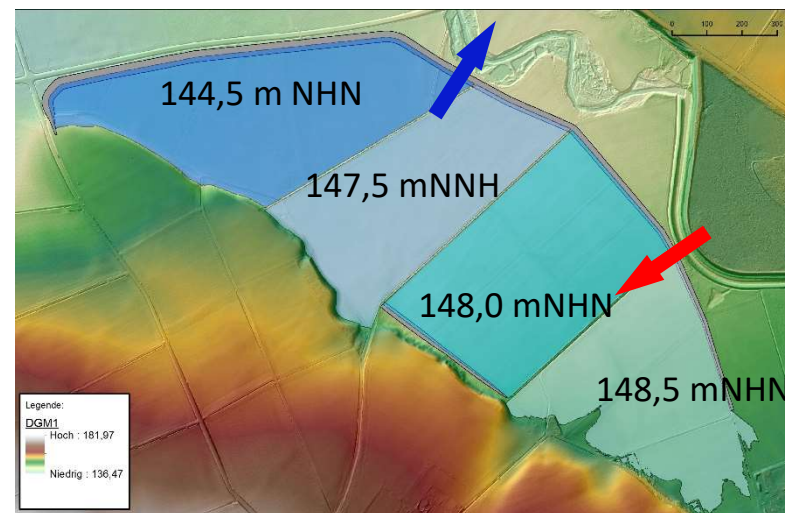 0 100 200 300
144,5 m NHN
147,5 mNNH
148,0 mNHN
148,5 mNHN
Legende:
DGM1
Hoch : 181,97
Niedrig : 136,47